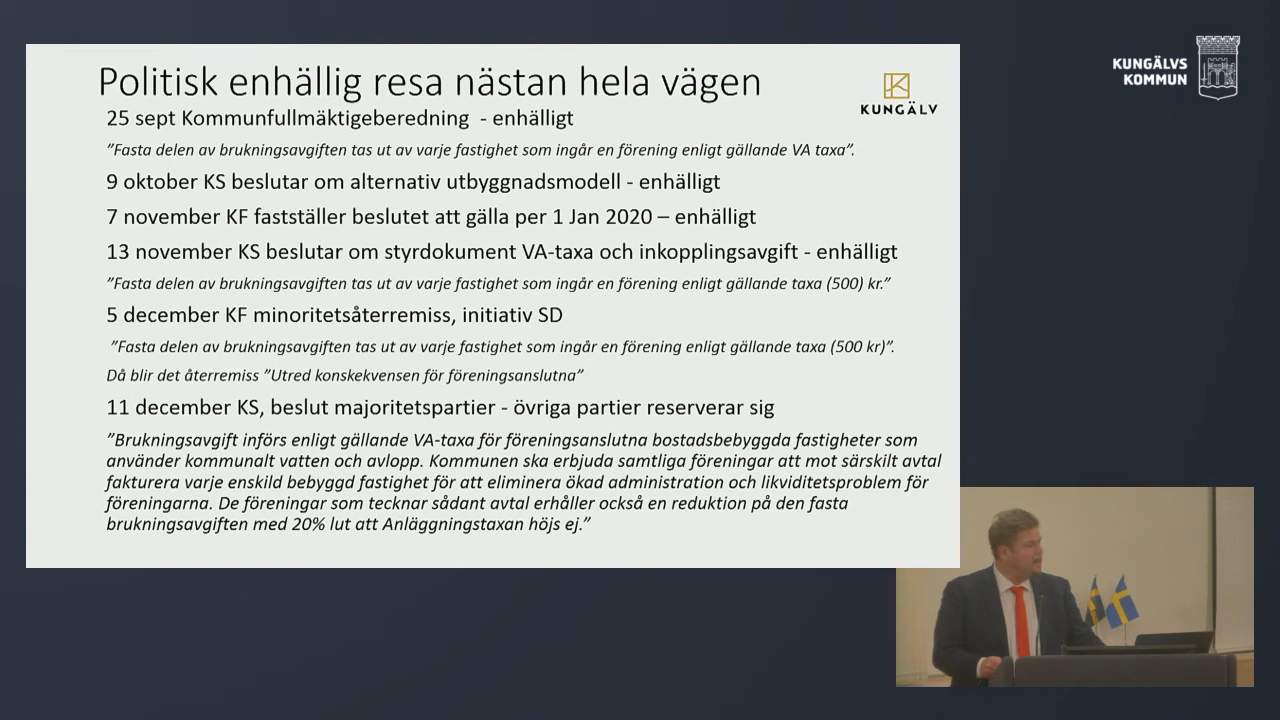 Politisk enhällig resa nästan hela vägen
KUNGÄLV
25 sept Kommunfullmäktigeberedning - enhälligt
”Fasta delen av brukningsavgiften tas ut av varje fastighet som ingår en förening enligt gällande VA taxa”.
9 oktober KS beslutar om alternativ utbyggnadsmodell - enhälligt
7 november KF fastställer beslutet att gälla per 1 Jan 2020 – enhälligt
13 november KS beslutar om styrdokument VA-taxa och inkopplingsavgift - enhälligt
”Fasta delen av brukningsavgiften tas ut av varje fastighet som ingår en förening enligt gällande taxa (500) kr.”
5 december KF minoritetsåterremiss, initiativ SD
”Fasta delen av brukningsavgiften tas ut av varje fastighet som ingår en förening enligt gällande taxa (500 kr)”.
Då blir det återremiss ”Utred konskekvensen för föreningsanslutna”
11 december KS, beslut majoritetspartier - övriga partier reserverar sig
”Brukningsavgift införs enligt gällande VA-taxa för föreningsanslutna bostadsbebyggda fastigheter som
använder kommunalt vatten och avlopp. Kommunen ska erbjuda samtliga föreningar att mot särskilt avtal
fakturera varje enskild bebyggd fastighet för att eliminera ökad administration och likviditetsproblem för
föreningarna. De föreningar som tecknar sådant avtal erhåller också en reduktion på den fasta
brukningsavgiften med 20% lut att Anläggningstaxan höjs ej.”
KUNGÄLVS
KOMMUN